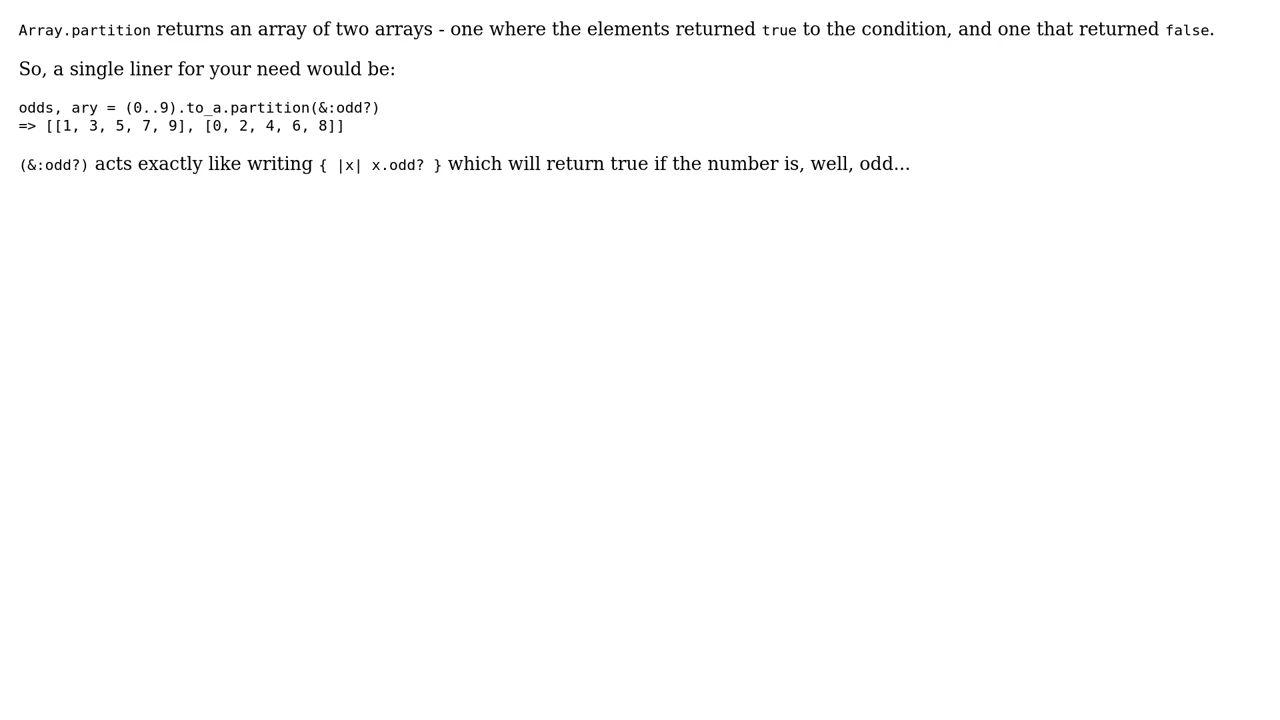 Array.partition returns an array of two arrays - one where the elements returned true to the condition, and one that returned false.
So, a single liner for your need would be:
odds, ary = (0..9).to_a.partition(&:odd?)
=> [[1, 3, 5, 7, 9], [0, 2, 4, 6, 8]]
(&:odd?) acts exactly like writing { |x| x.odd? } which will return true if the number is, well, odd...